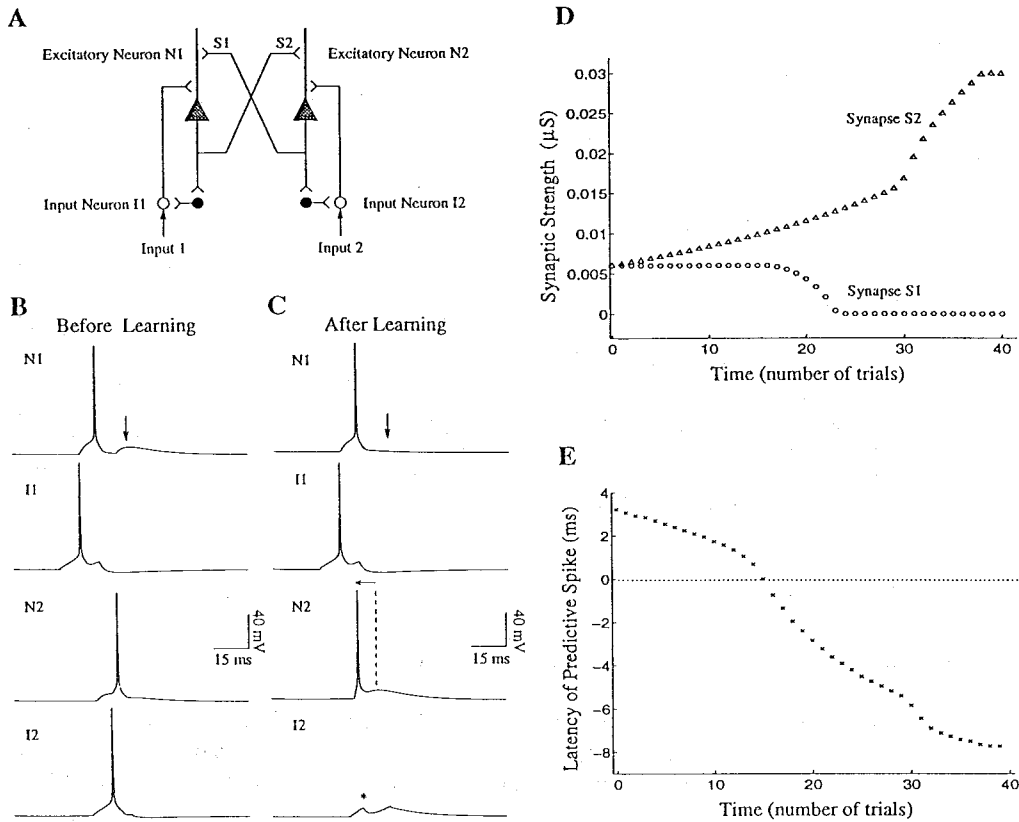 A
Excitatory Neuron N1
S1
S2
Excitatory Neuron N2
Input Neuron I1
Input Neuron I2
Input 1
Input 2
B
Before Learning
N1
I1
N2
40 mV
15 ms
I2
C
After Learning
N1
I1
N2
40 mV
15 ms
I2
*
D
Synaptic Strength (μS)
0.03
0.025
0.02
0.015
0.01
0.005
0
Synapse S2
Synapse S1
0 10 20 30 40
Time (number of trials)
E
Latency of Predictive Spike (ms)
4
2
0
−2
−4
−6
−8
0 10 20 30 40
Time (number of trials)